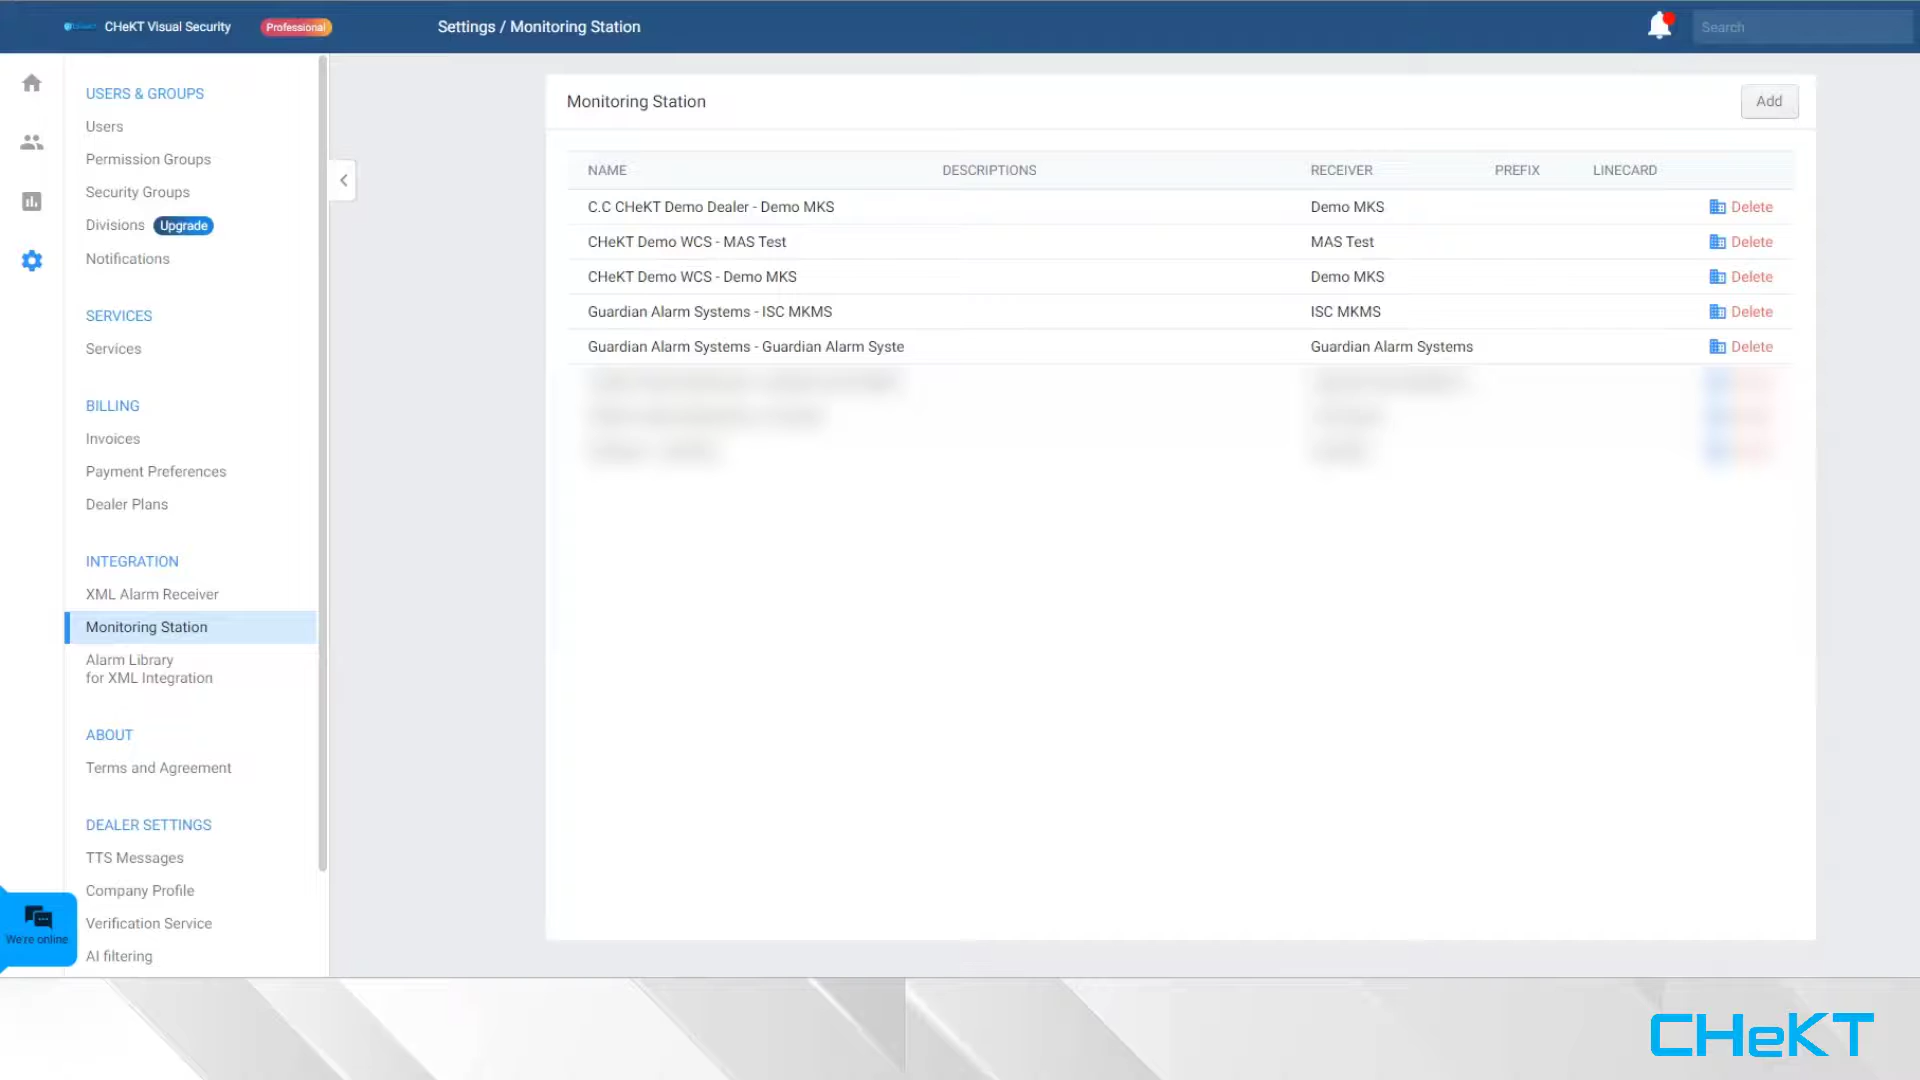 CHeKT Visual Security
Professional
Settings / Monitoring Station
Search
USERS & GROUPS
Users
Permission Groups
Security Groups
Divisions Upgrade
Notifications
SERVICES
Services
BILLING
Invoices
Payment Preferences
Dealer Plans
INTEGRATION
XML Alarm Receiver
Monitoring Station
Alarm Library
for XML Integration
ABOUT
Terms and Agreement
DEALER SETTINGS
TTS Messages
Company Profile
Verification Service
AI filtering
We're online
Monitoring Station
Add
NAME DESCRIPTIONS RECEIVER PREFIX LINECARD
C.C CHeKT Demo Dealer - Demo MKS Demo MKS Delete
CHeKT Demo WCS - MAS Test MAS Test Delete
CHeKT Demo WCS - Demo MKS Demo MKS Delete
Guardian Alarm Systems - ISC MKMS ISC MKMS Delete
Guardian Alarm Systems - Guardian Alarm Syste Guardian Alarm Systems Delete
CHeKT